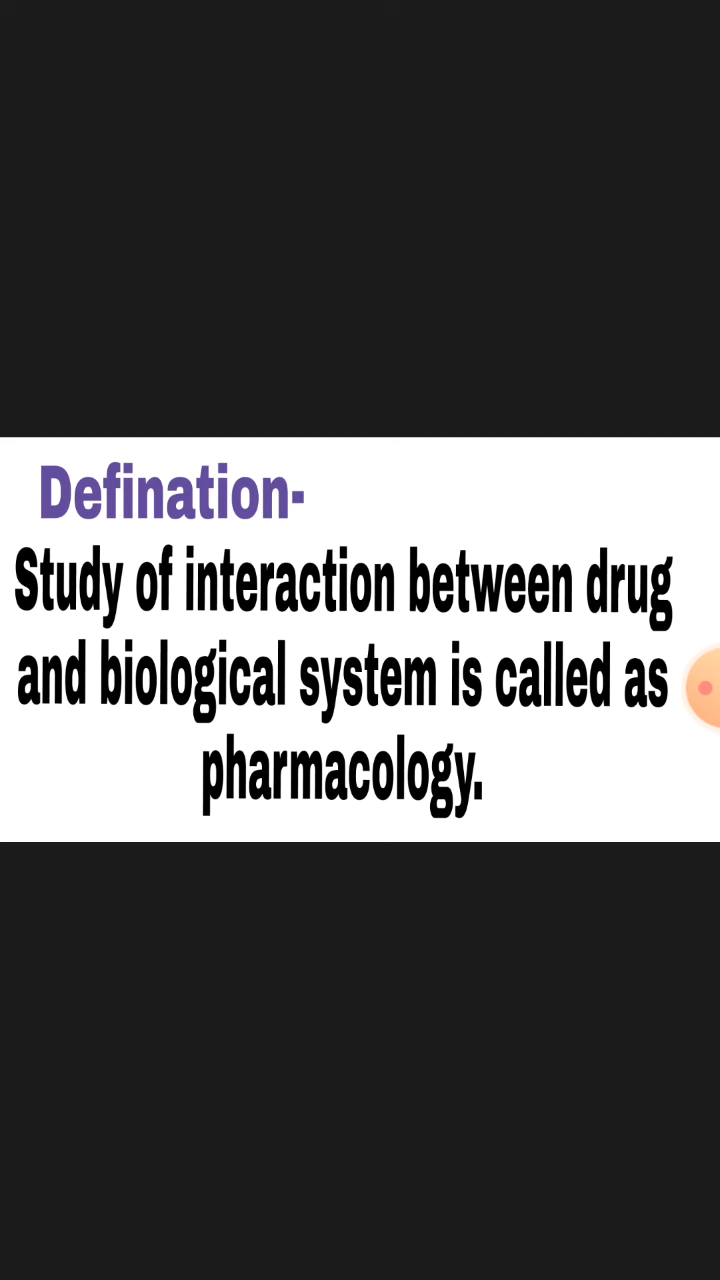 Defination-
Study of interaction between drug
and biological system is called as
pharmacology.